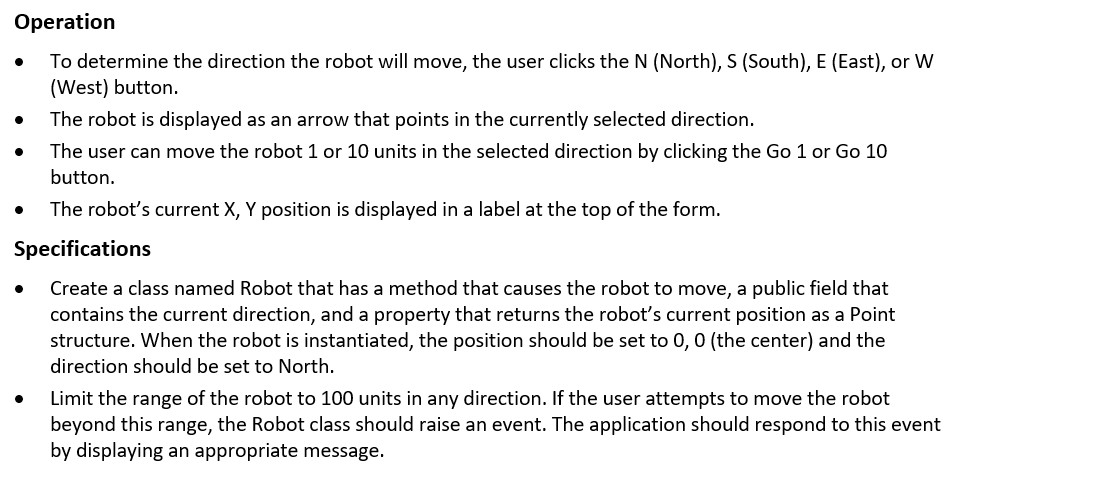 Operation
• To determine the direction the robot will move, the user clicks the N (North), S (South), E (East), or W
(West) button.
• The robot is displayed as an arrow that points in the currently selected direction.
• The user can move the robot 1 or 10 units in the selected direction by clicking the Go 1 or Go 10
button.
• The robot’s current X, Y position is displayed in a label at the top of the form.
Specifications
• Create a class named Robot that has a method that causes the robot to move, a public field that
contains the current direction, and a property that returns the robot’s current position as a Point
structure. When the robot is instantiated, the position should be set to 0, 0 (the center) and the
direction should be set to North.
• Limit the range of the robot to 100 units in any direction. If the user attempts to move the robot
beyond this range, the Robot class should raise an event. The application should respond to this event
by displaying an appropriate message.